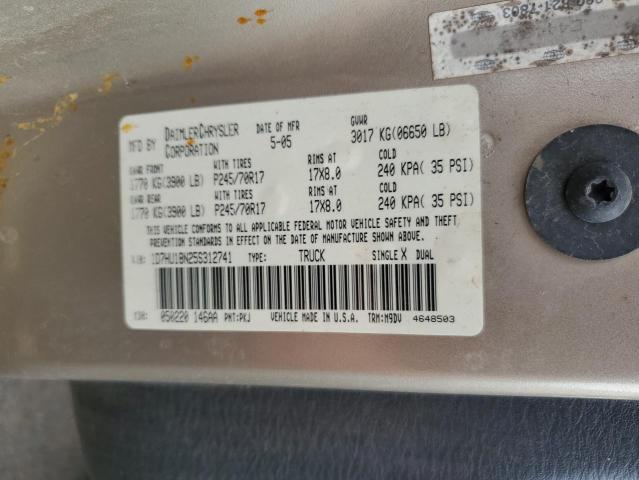 MFD BY DAIMLERCHRYSLER CORPORATION DATE OF MFR 5-05 GVWR 3017 KG(06650 LB)
GAWR FRONT WITH TIRES RIMS AT COLD
1770 KG(3900 LB) P245/70R17 17X8.0 240 KPA( 35 PSI)
GAWR REAR WITH TIRES RIMS AT COLD
1770 KG(3900 LB) P245/70R17 17X8.0 240 KPA( 35 PSI)
THIS VEHICLE CONFORMS TO ALL APPLICABLE FEDERAL MOTOR VEHICLE SAFETY AND THEFT
PREVENTION STANDARDS IN EFFECT ON THE DATE OF MANUFACTURE SHOWN ABOVE.
VIN: 1D7HU18N25S312741 TYPE: TRUCK SINGLE X DUAL
MDH: 050220 146AA PNT:PKJ VEHICLE MADE IN U.S.A. TRM:M9DV 4648503